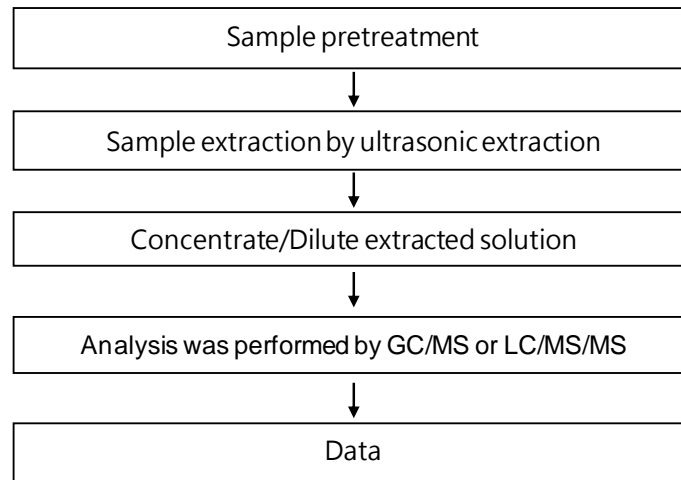 Sample pretreatment
Sample extraction by ultrasonic extraction
Concentrate/Dilute extracted solution
Analysis was performed by GC/MS or LC/MS/MS
Data